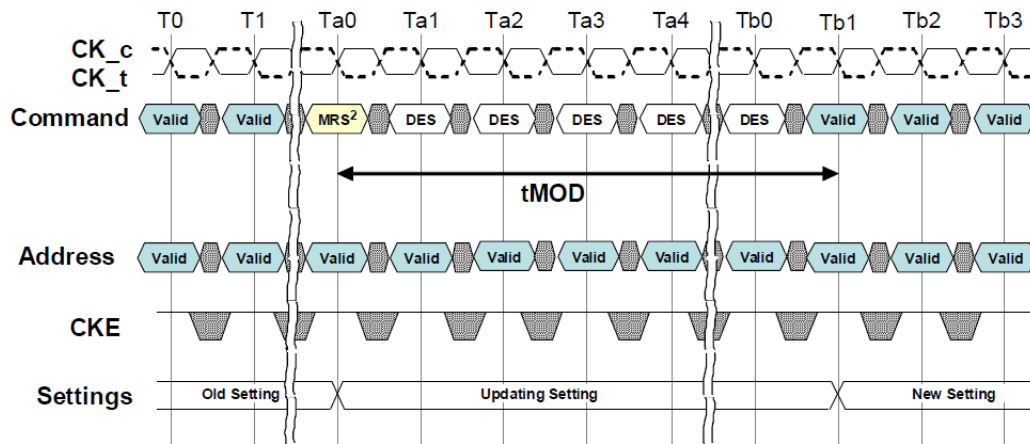 T0 T1 Ta0 Ta1 Ta2 Ta3 Ta4 Tb0 Tb1 Tb2 Tb3
CK_c
CK_t
Command Valid Valid MRS² DES DES DES DES DES Valid Valid Valid
tMOD
Address Valid Valid Valid Valid Valid Valid Valid Valid Valid Valid Valid
CKE
Settings Old Setting Updating Setting New Setting